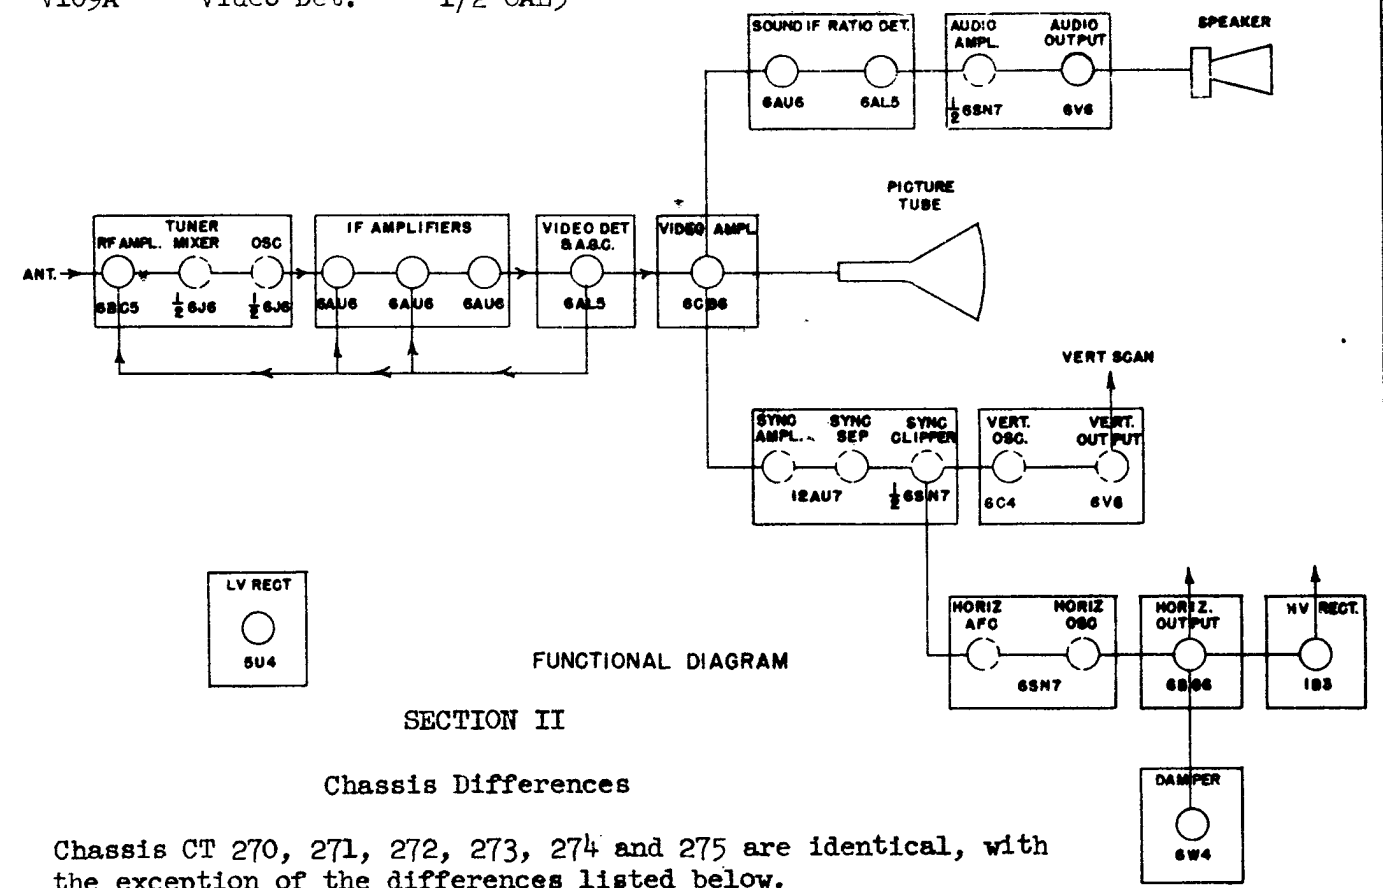 V109A Video Det. 1/2 6AL5
SOUND IF RATIO DET.
6AU6 6AL5
AUDIO AMPL.
AUDIO OUTPUT
1/2 6SN7 6V6
SPEAKER
PICTURE
TUBE
TUNER
RF AMPL. MIXER OSC
ANT.
6BC5 1/2 6J6 1/2 6J6
IF AMPLIFIERS
6AU6 6AU6 6AU6
VIDEO DET
& A.G.C.
6AL5
VIDEO AMPL
6CB6
VERT SCAN
SYNC AMPL.
SYNC SEP
SYNC CLIPPER
12AU7 1/2 6SN7
VERT. OSC.
VERT. OUTPUT
6C4 6V6
LV RECT
5U4
HORIZ AFC
HORIZ OSC
6SN7
HORIZ. OUTPUT
6BG6
HV RECT.
1B3
DAMPER
6W4
FUNCTIONAL DIAGRAM
SECTION II
Chassis Differences
Chassis CT 270, 271, 272, 273, 274 and 275 are identical, with
the exception of the differences listed below.